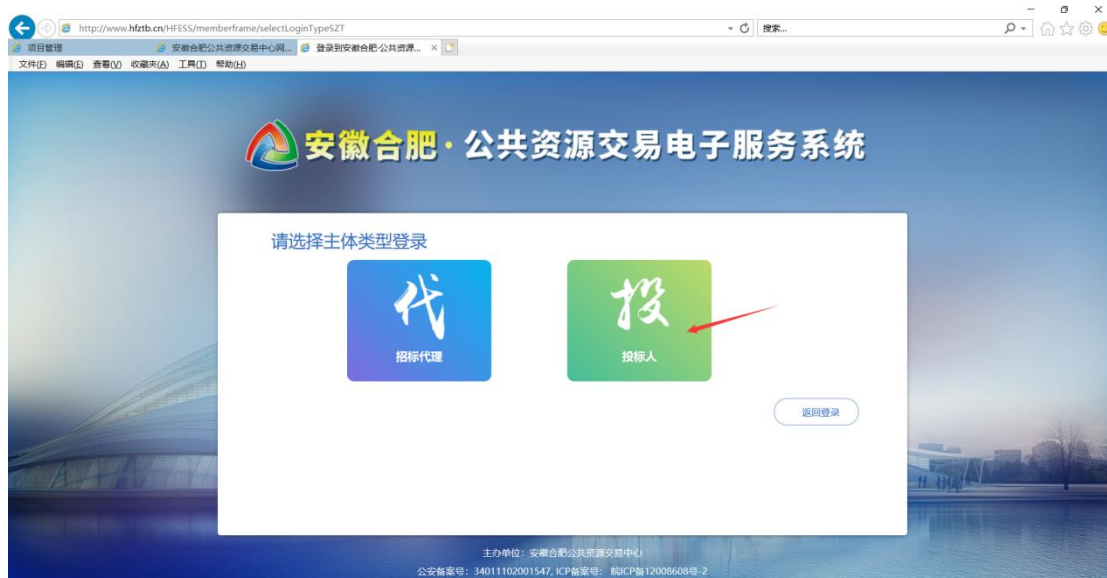 http://www.hfztb.cn/HFESS/memberframe/selectLoginTypeSZT
搜索...
项目管理
安徽合肥公共资源交易中心网...
登录到安徽合肥·公共资源...
文件(F) 编辑(E) 查看(V) 收藏夹(A) 工具(T) 帮助(H)
安徽合肥·公共资源交易电子服务系统
请选择主体类型登录
代
招标代理
投
投标人
返回登录
主办单位：安徽合肥公共资源交易中心
公安备案号：34011102001547, ICP备案号： 皖ICP备12008608号-2